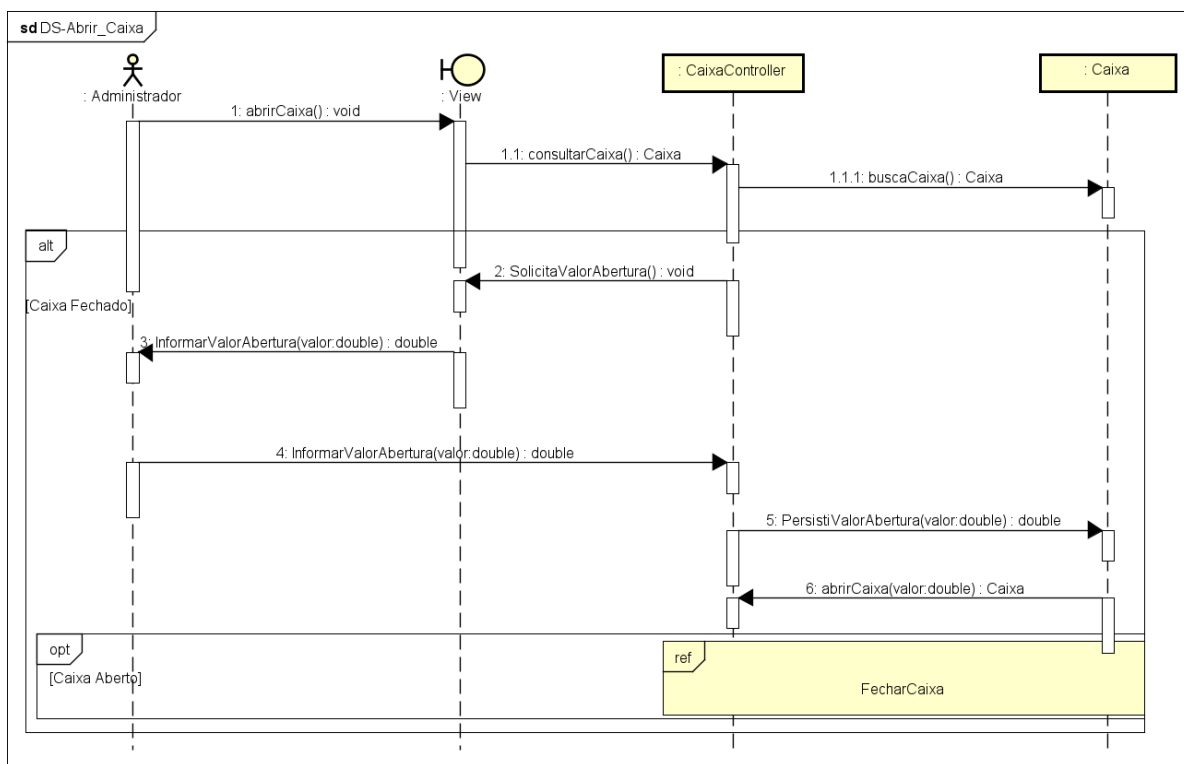 sd DS-Abrir_Caixa
: Administrador
: View
: CaixaController
: Caixa
1: abrirCaixa() : void
1.1: consultarCaixa() : Caixa
1.1.1: buscaCaixa() : Caixa
alt
2: SolicitaValorAbertura() : void
[Caixa Fechado]
3: InformarValorAbertura(valor:double) : double
4: InformarValorAbertura(valor:double) : double
5: PersistiValorAbertura(valor:double) : double
6: abrirCaixa(valor:double) : Caixa
opt
[Caixa Aberto]
ref
FecharCaixa